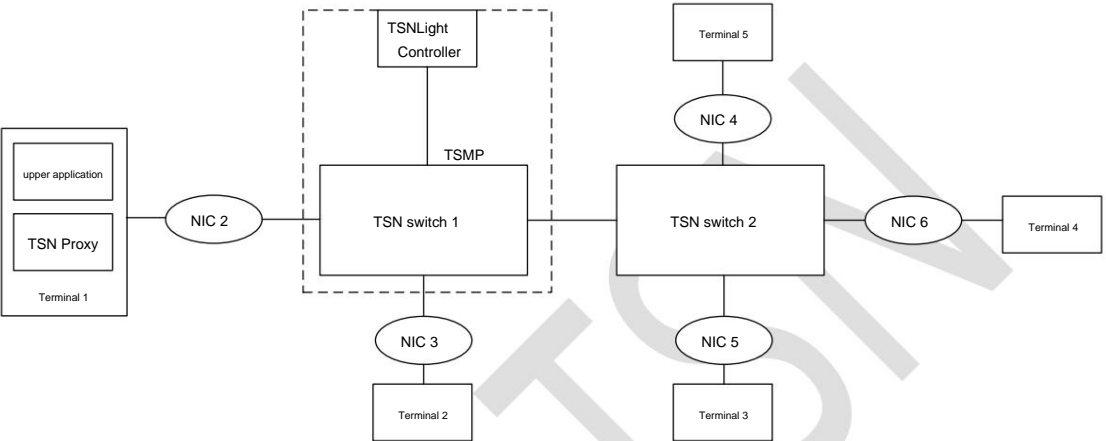 TSNLight
Controller
Terminal 5
NIC 4
TSMP
upper application
TSN Proxy
Terminal 1
NIC 2
TSN switch 1
TSN switch 2
NIC 6
Terminal 4
NIC 3
NIC 5
Terminal 2
Terminal 3
TSN